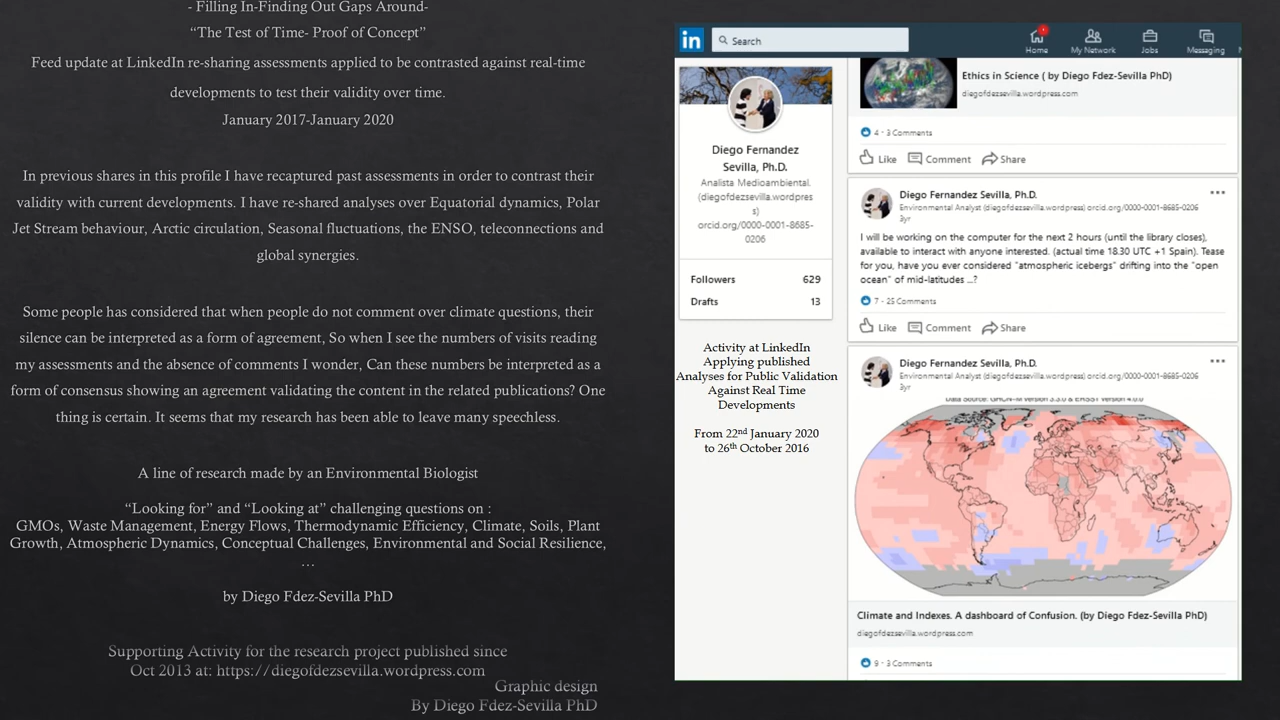 - Filling In-Finding Out Gaps Around-
“The Test of Time- Proof of Concept”
Feed update at LinkedIn re-sharing assessments applied to be contrasted against real-time
developments to test their validity over time.
January 2017-January 2020
In previous shares in this profile I have recaptured past assessments in order to contrast their
validity with current developments. I have re-shared analyses over Equatorial dynamics, Polar
Jet Stream behaviour, Arctic circulation, Seasonal fluctuations, the ENSO, teleconnections and
global synergies.
Some people has considered that when people do not comment over climate questions, their
silence can be interpreted as a form of agreement, So when I see the numbers of visits reading
my assessments and the absence of comments I wonder, Can these numbers be interpreted as a
form of consensus showing an agreement validating the content in the related publications? One
thing is certain. It seems that my research has been able to leave many speechless.
A line of research made by an Environmental Biologist
“Looking for” and “Looking at” challenging questions on :
GMOs, Waste Management, Energy Flows, Thermodynamic Efficiency, Climate, Soils, Plant
Growth, Atmospheric Dynamics, Conceptual Challenges, Environmental and Social Resilience,
…
by Diego Fdez-Sevilla PhD
Supporting Activity for the research project published since
Oct 2013 at: https://diegofdezsevilla.wordpress.com
Graphic design
By Diego Fdez-Sevilla PhD
in
Search
Home
My Network
Jobs
Messaging
Diego Fernandez
Sevilla, Ph.D.
Analista Medioambiental.
(diegofdezsevilla.wordpres
s)
orcid.org/0000-0001-8685-
0206
Followers 629
Drafts 13
Activity at LinkedIn
Applying published
Analyses for Public Validation
Against Real Time
Developments
From 22nd January 2020
to 26th October 2016
Ethics in Science ( by Diego Fdez-Sevilla PhD)
diegofdezsevilla.wordpress.com
4 · 3 Comments
Like Comment Share
Diego Fernandez Sevilla, Ph.D.
Environmental Analyst (diegofdezsevilla.wordpress) orcid.org/0000-0001-8685-0206
3yr
I will be working on the computer for the next 2 hours (until the library closes),
available to interact with anyone interested. (actual time 18.30 UTC +1 Spain). Tease
for you, have you ever considered "atmospheric icebergs" drifting into the "open
ocean" of mid-latitudes ...?
7 · 25 Comments
Like Comment Share
Diego Fernandez Sevilla, Ph.D.
Environmental Analyst (diegofdezsevilla.wordpress) orcid.org/0000-0001-8685-0206
3yr
Data Source: GHCN-M version 3.3.0 & ERSST version 4.0.0
Climate and Indexes. A dashboard of Confusion. (by Diego Fdez-Sevilla PhD)
diegofdezsevilla.wordpress.com
9 · 3 Comments